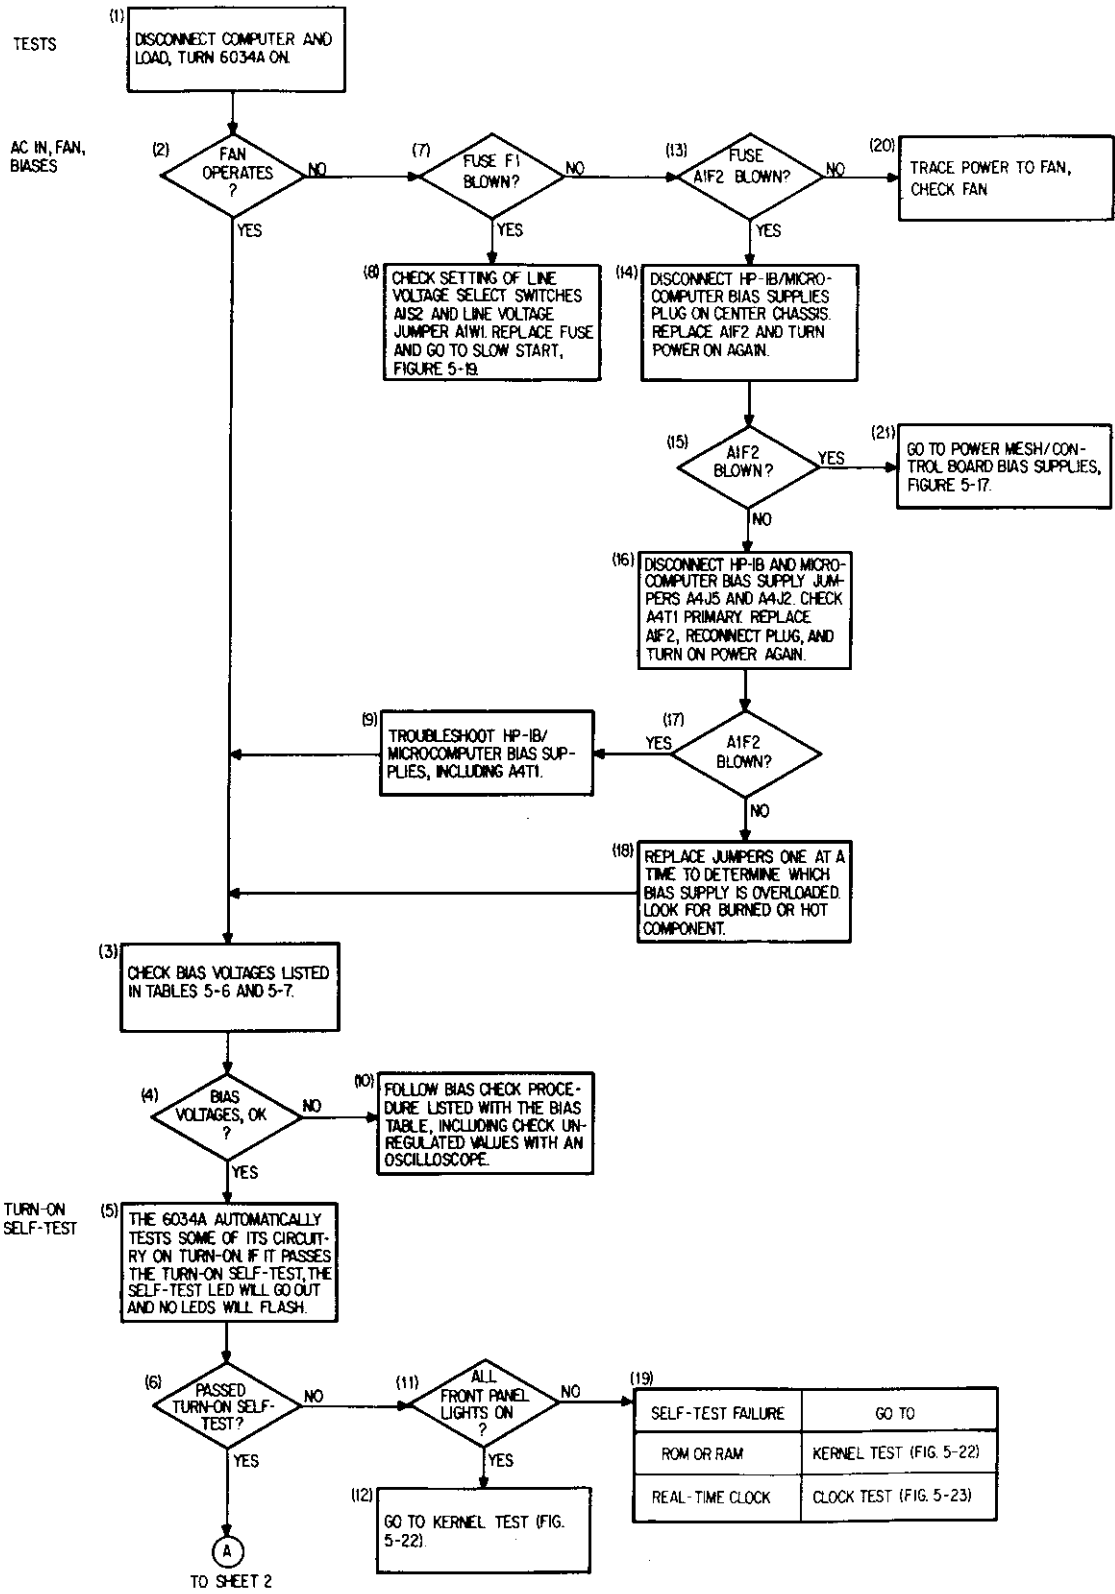 TESTS
(1)
DISCONNECT COMPUTER AND
LOAD, TURN 6034A ON.
AC IN, FAN,
BIASES
(2)
FAN
OPERATES
?
NO
YES
(7)
FUSE F1
BLOWN?
NO
YES
(13)
FUSE
A1F2 BLOWN?
NO
YES
(20)
TRACE POWER TO FAN,
CHECK FAN
(8)
CHECK SETTING OF LINE
VOLTAGE SELECT SWITCHES
A1S2 AND LINE VOLTAGE
JUMPER A1W1. REPLACE FUSE
AND GO TO SLOW START,
FIGURE 5-19.
(14)
DISCONNECT HP-IB/MICRO-
COMPUTER BIAS SUPPLIES
PLUG ON CENTER CHASSIS.
REPLACE A1F2 AND TURN
POWER ON AGAIN.
(15)
A1F2
BLOWN?
YES
NO
(21)
GO TO POWER MESH/CON-
TROL BOARD BIAS SUPPLIES,
FIGURE 5-17.
(16)
DISCONNECT HP-IB AND MICRO-
COMPUTER BIAS SUPPLY JUM-
PERS A4J5 AND A4J2. CHECK
A4T1 PRIMARY. REPLACE
A1F2, RECONNECT PLUG, AND
TURN ON POWER AGAIN.
(9)
TROUBLESHOOT HP-IB/
MICROCOMPUTER BIAS SUP-
PLIES, INCLUDING A4T1.
(17)
YES
A1F2
BLOWN?
NO
(18)
REPLACE JUMPERS ONE AT A
TIME TO DETERMINE WHICH
BIAS SUPPLY IS OVERLOADED.
LOOK FOR BURNED OR HOT
COMPONENT.
(3)
CHECK BIAS VOLTAGES LISTED
IN TABLES 5-6 AND 5-7.
(4)
BIAS
VOLTAGES, OK
?
NO
YES
(10)
FOLLOW BIAS CHECK PROCE-
DURE LISTED WITH THE BIAS
TABLE, INCLUDING CHECK UN-
REGULATED VALUES WITH AN
OSCILLOSCOPE.
TURN-ON
SELF-TEST
(5)
THE 6034A AUTOMATICALLY
TESTS SOME OF ITS CIRCUIT-
RY ON TURN-ON. IF IT PASSES
THE TURN-ON SELF-TEST, THE
SELF-TEST LED WILL GO OUT
AND NO LEDS WILL FLASH.
(6)
PASSED
TURN-ON SELF-
TEST?
NO
YES
(11)
ALL
FRONT PANEL
LIGHTS ON
?
NO
YES
(19)
SELF-TEST FAILURE GO TO
ROM OR RAM KERNEL TEST (FIG. 5-22)
REAL-TIME CLOCK CLOCK TEST (FIG. 5-23)
(12)
GO TO KERNEL TEST (FIG.
5-22).
A
TO SHEET 2